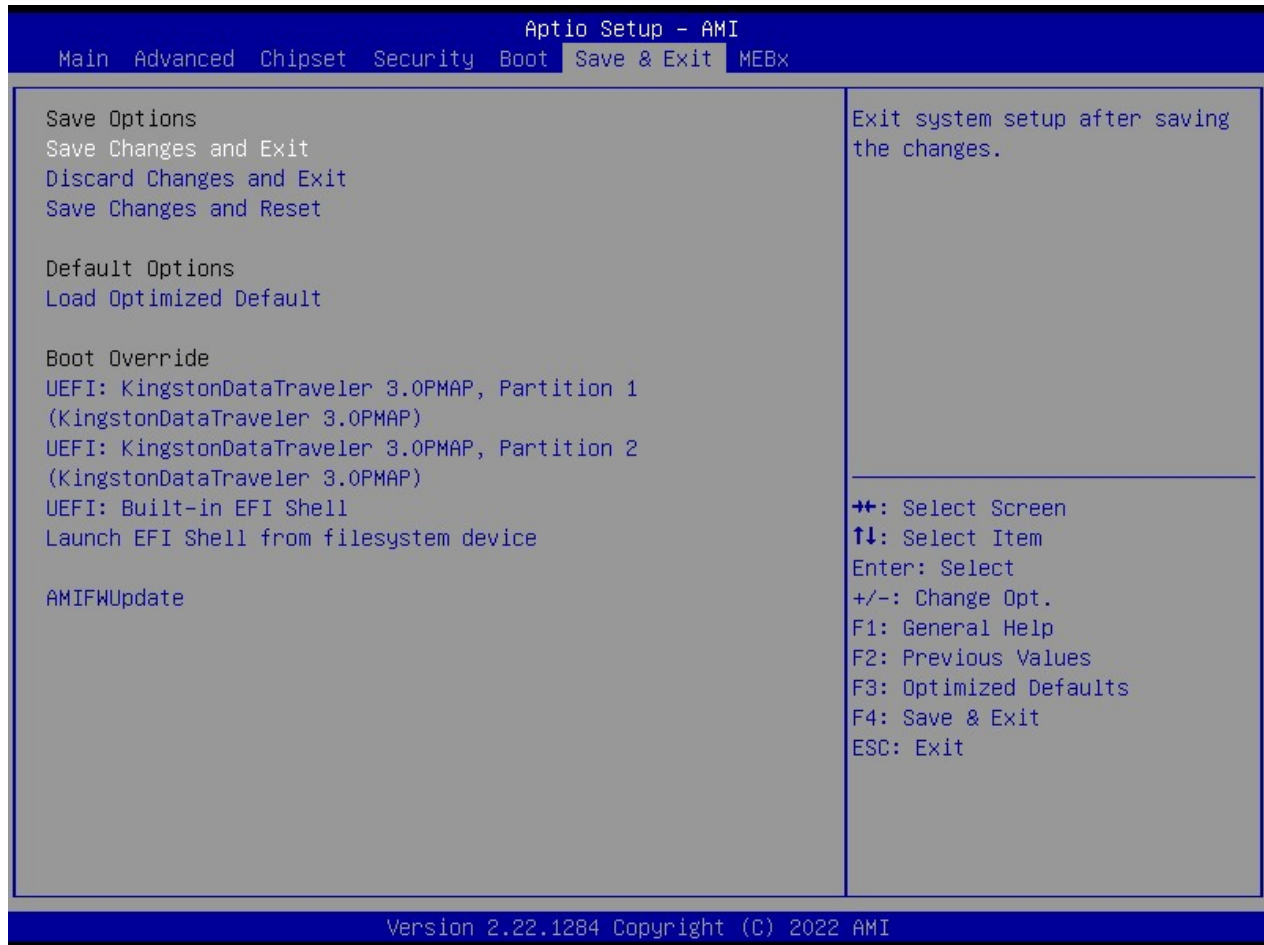 Aptio Setup – AMI
Main Advanced Chipset Security Boot Save & Exit MEBx
Save Options
Save Changes and Exit
Discard Changes and Exit
Save Changes and Reset
Default Options
Load Optimized Default
Boot Override
UEFI: KingstonDataTraveler 3.0PMAP, Partition 1
(KingstonDataTraveler 3.0PMAP)
UEFI: KingstonDataTraveler 3.0PMAP, Partition 2
(KingstonDataTraveler 3.0PMAP)
UEFI: Built-in EFI Shell
Launch EFI Shell from filesystem device
AMIFWUpdate
Exit system setup after saving
the changes.
→←: Select Screen
↑↓: Select Item
Enter: Select
+/-: Change Opt.
F1: General Help
F2: Previous Values
F3: Optimized Defaults
F4: Save & Exit
ESC: Exit
Version 2.22.1284 Copyright (C) 2022 AMI